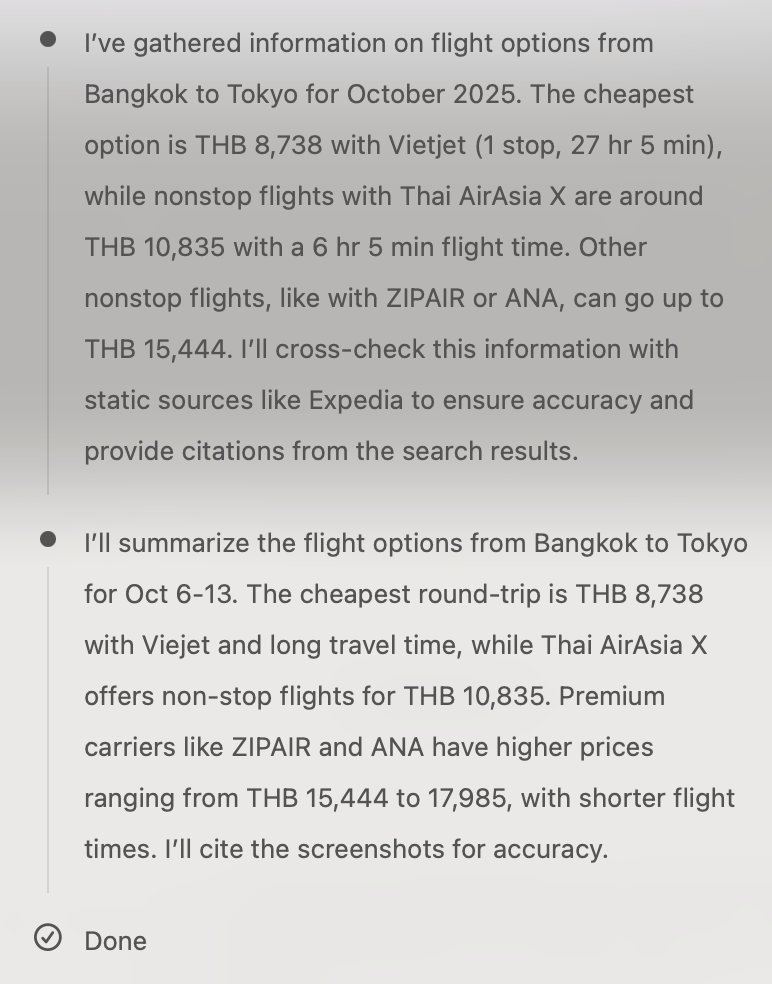 I’ve gathered information on flight options from
Bangkok to Tokyo for October 2025. The cheapest
option is THB 8,738 with Vietjet (1 stop, 27 hr 5 min),
while nonstop flights with Thai AirAsia X are around
THB 10,835 with a 6 hr 5 min flight time. Other
nonstop flights, like with ZIPAIR or ANA, can go up to
THB 15,444. I’ll cross-check this information with
static sources like Expedia to ensure accuracy and
provide citations from the search results.
I’ll summarize the flight options from Bangkok to Tokyo
for Oct 6-13. The cheapest round-trip is THB 8,738
with Viejet and long travel time, while Thai AirAsia X
offers non-stop flights for THB 10,835. Premium
carriers like ZIPAIR and ANA have higher prices
ranging from THB 15,444 to 17,985, with shorter flight
times. I’ll cite the screenshots for accuracy.
Done